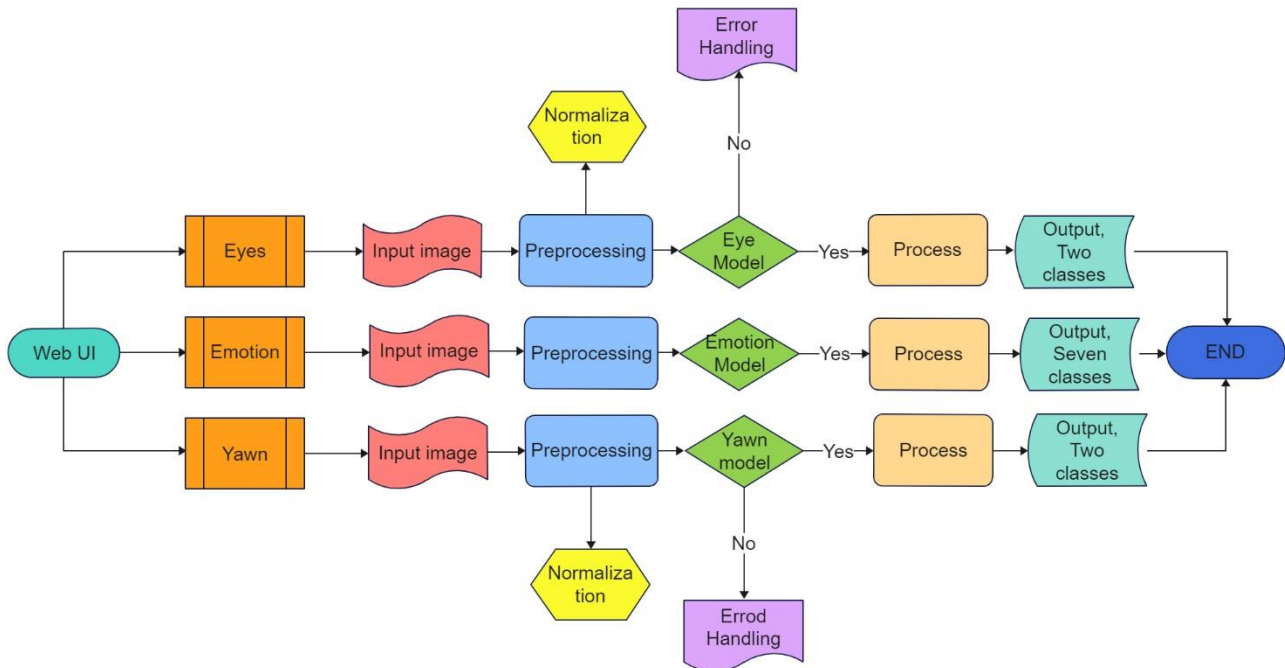 Error
Handling
Normaliza
tion
No
Eyes
Input image
Preprocessing
Eye
Model
Yes
Process
Output,
Two
classes
Web UI
Emotion
Input image
Preprocessing
Emotion
Model
Yes
Process
Output,
Seven
classes
END
Yawn
Input image
Preprocessing
Yawn
model
Yes
Process
Output,
Two
classes
No
Normaliza
tion
Errod
Handling